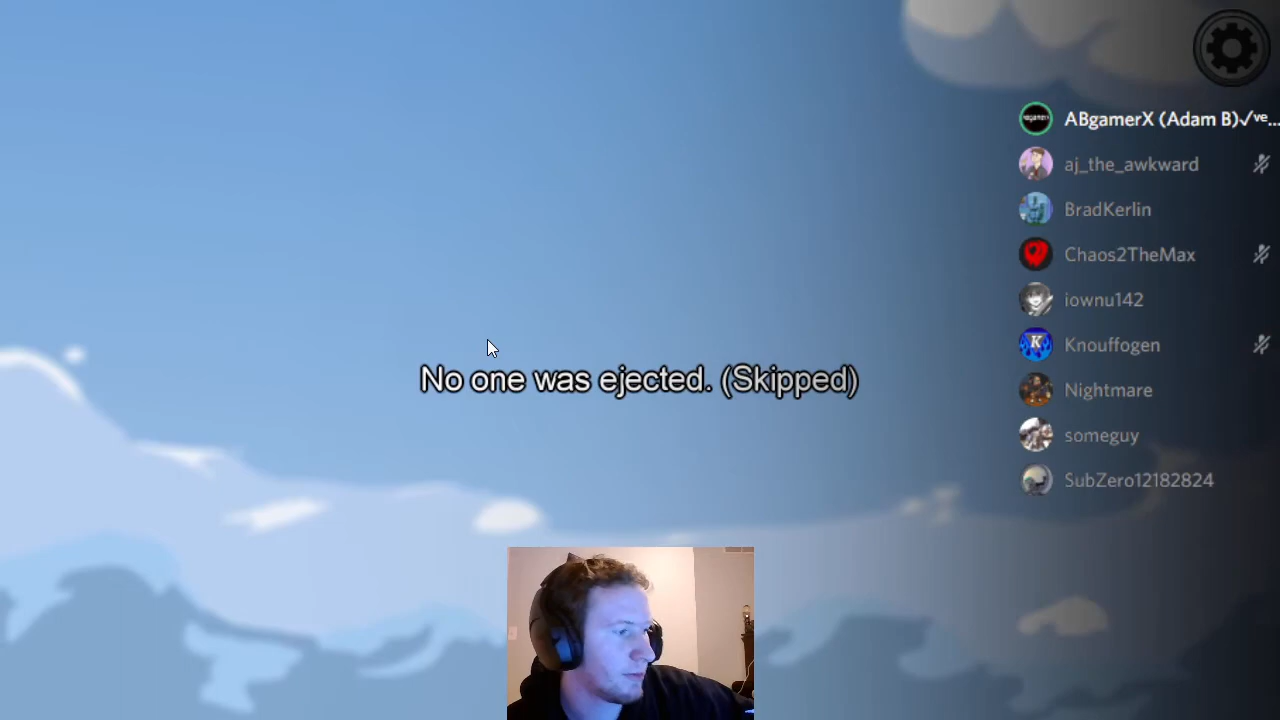 ABgamerX (Adam B)✓ᵛᵉ...
aj_the_awkward
BradKerlin
Chaos2TheMax
iownu142
K
Knouffogen
No one was ejected. (Skipped)
Nightmare
someguy
SubZero12182824